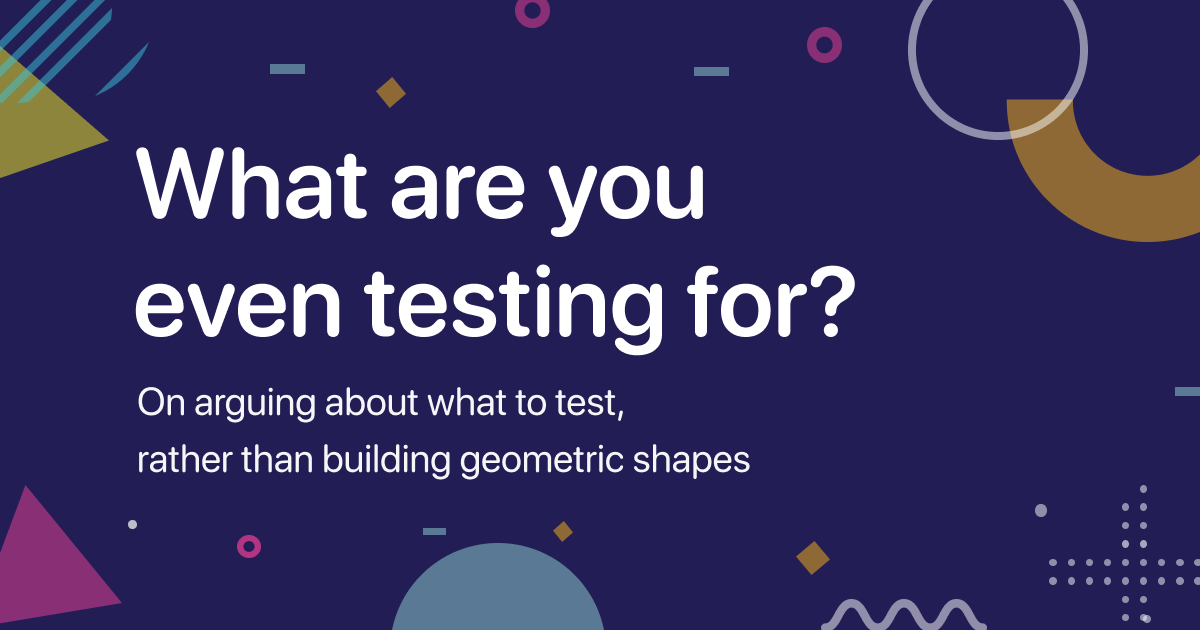 What are you
even testing for?
On arguing about what to test,
rather than building geometric shapes